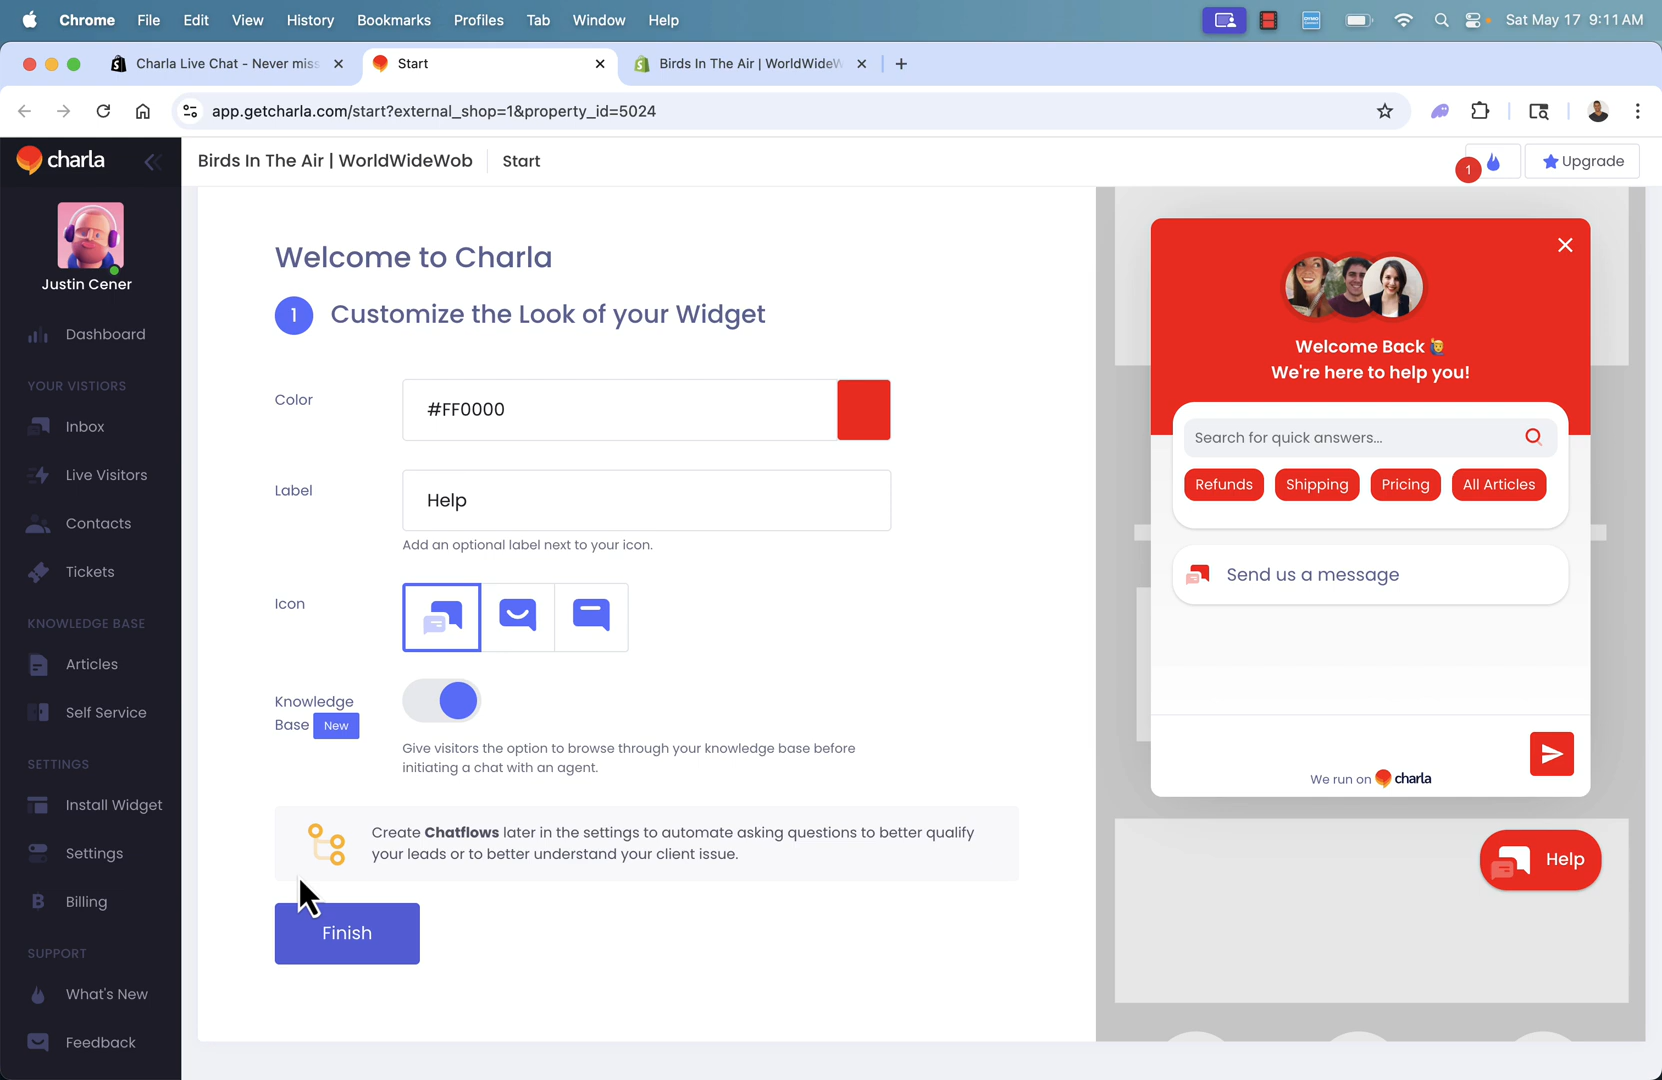 Chrome File Edit View History Bookmarks Profiles Tab Window Help Sat May 17 9:11 AM
Charla Live Chat - Never miss Start Birds In The Air | WorldWideW
app.getcharla.com/start?external_shop=1&property_id=5024
charla
Birds In The Air | WorldWideWob Start
1
Upgrade
Justin Cener
Dashboard
YOUR VISTIORS
Inbox
Live Visitors
Contacts
Tickets
KNOWLEDGE BASE
Articles
Self Service
SETTINGS
Install Widget
Settings
Billing
SUPPORT
What's New
Feedback
Welcome to Charla
1 Customize the Look of your Widget
Color
#FF0000
Label
Help
Add an optional label next to your icon.
Icon
Knowledge
Base New
Give visitors the option to browse through your knowledge base before
initiating a chat with an agent.
Create Chatflows later in the settings to automate asking questions to better qualify
your leads or to better understand your client issue.
Finish
Welcome Back
We're here to help you!
Search for quick answers...
Refunds Shipping Pricing All Articles
Send us a message
We run on charla
Help